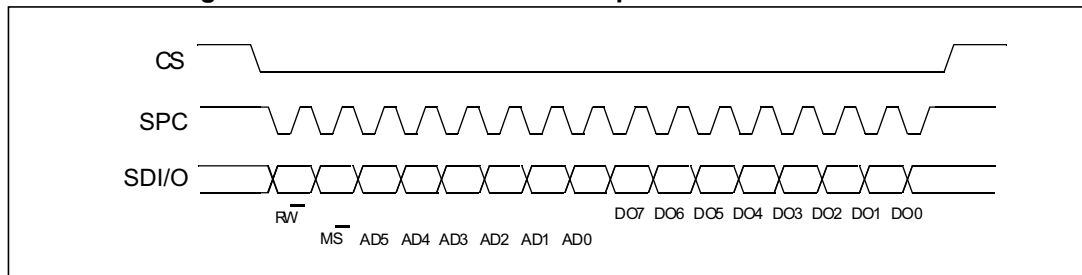 CS
SPC
SDI/O
RW DO7 DO6 DO5 DO4 DO3 DO2 DO1 DO0
MS AD5 AD4 AD3 AD2 AD1 AD0